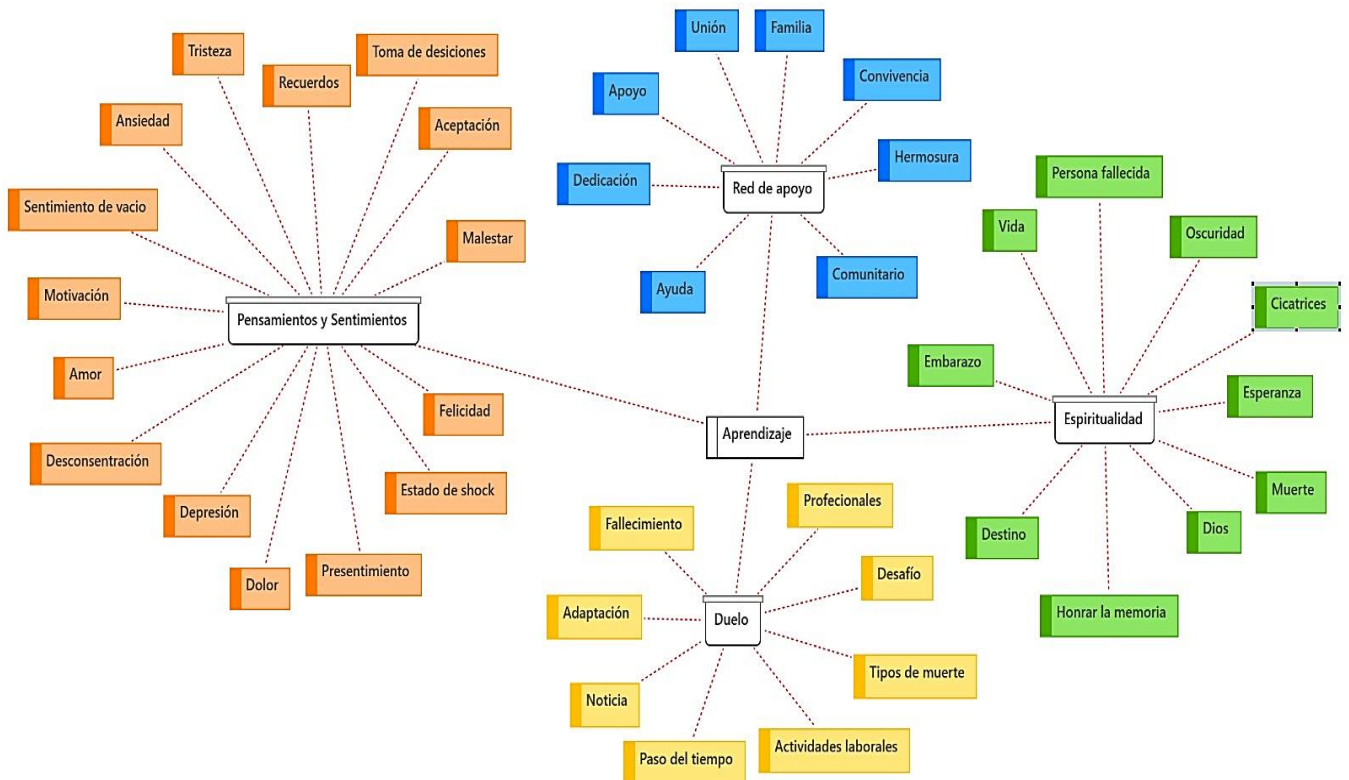 Tristeza
Toma de desiciones
Recuerdos
Ansiedad
Aceptación
Sentimiento de vacio
Malestar
Motivación
Pensamientos y Sentimientos
Amor
Felicidad
Desconsentración
Estado de shock
Depresión
Presentimiento
Dolor
Unión
Familia
Apoyo
Convivencia
Hermosura
Dedicación
Red de apoyo
Ayuda
Comunitario
Persona fallecida
Vida
Oscuridad
Cicatrices
Embarazo
Esperanza
Espiritualidad
Muerte
Destino
Dios
Honrar la memoria
Aprendizaje
Profecionales
Fallecimiento
Desafío
Adaptación
Duelo
Tipos de muerte
Noticia
Actividades laborales
Paso del tiempo